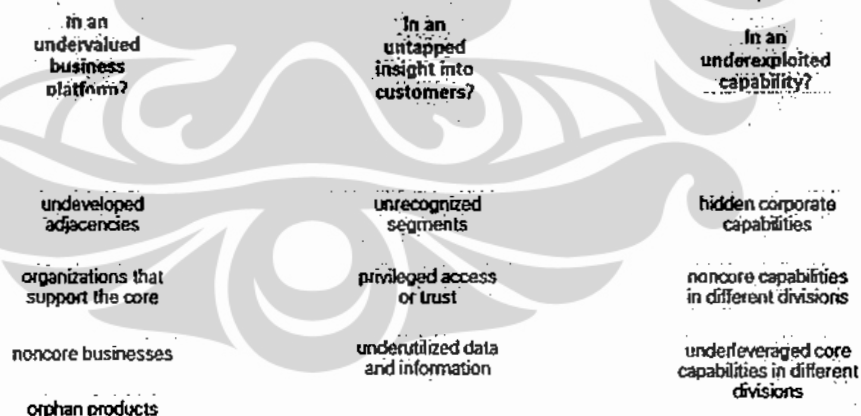 in an
undervalued
business
platform?
In an
untapped
insight into
customers?
In an
underexploited
capability?
undeveloped
adjacencies
organizations that
support the core
noncore businesses
orphan products
unrecognized
segments
privileged access
or trust
underutilized data
and information
hidden corporate
capabilities
noncore capabilities
in different divisions
underleveraged core
capabilities in different
divisions